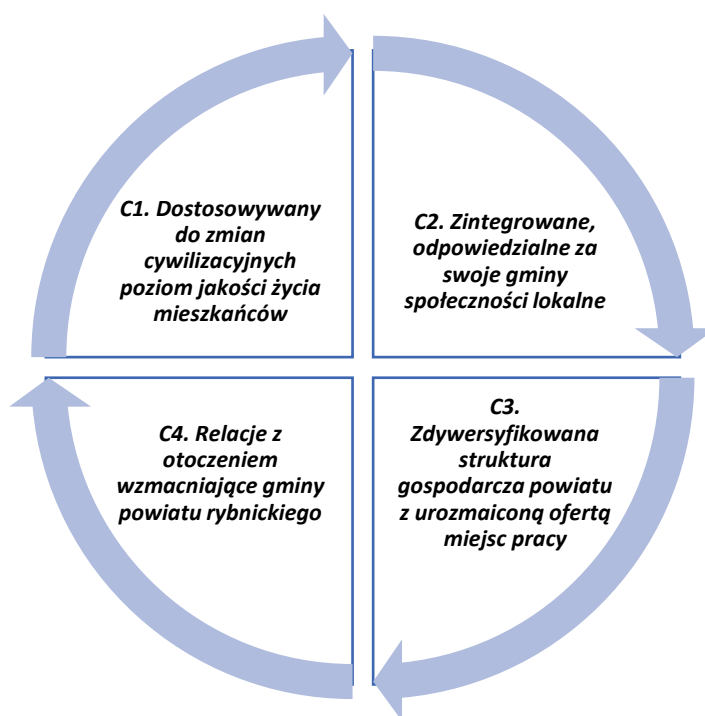 C1. Dostosowywany
do zmian
cywilizacyjnych
poziom jakości życia
mieszkańców
C2. Zintegrowane,
odpowiedzialne za
swoje gminy
społeczności lokalne
C3.
Zdywersyfikowana
struktura
gospodarcza powiatu
z urozmaiconą ofertą
miejsc pracy
C4. Relacje z
otoczeniem
wzmacniające gminy
powiatu rybnickiego